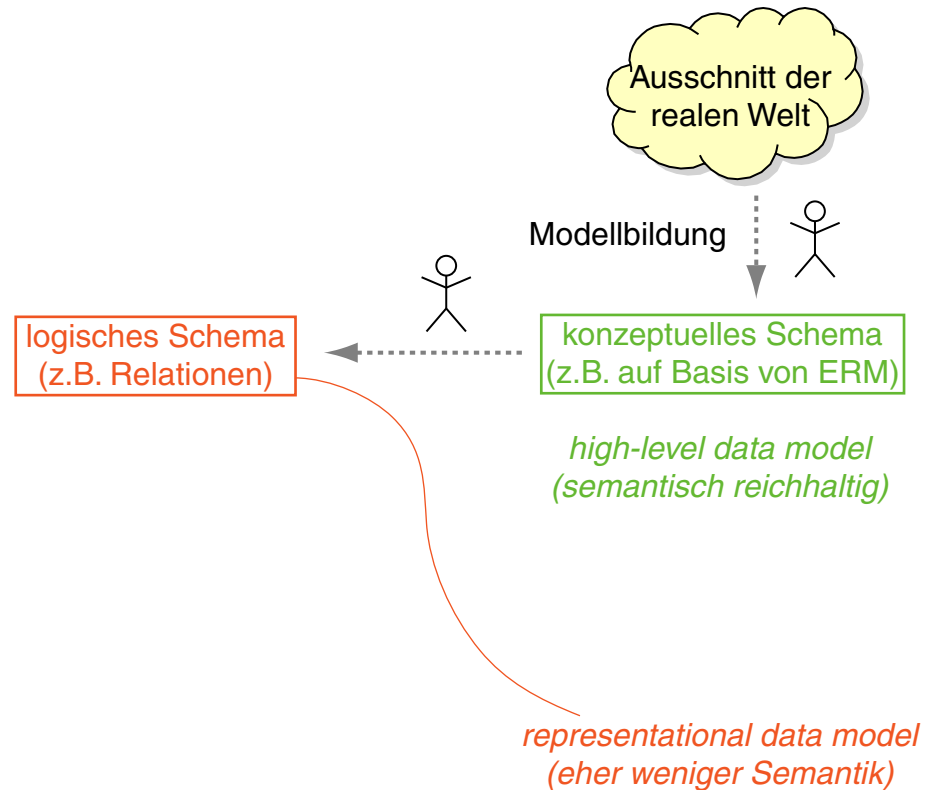 Ausschnitt der
realen Welt
Modellbildung
logisches Schema
(z.B. Relationen)
konzeptuelles Schema
(z.B. auf Basis von ERM)
high-level data model
(semantisch reichhaltig)
representational data model
(eher weniger Semantik)